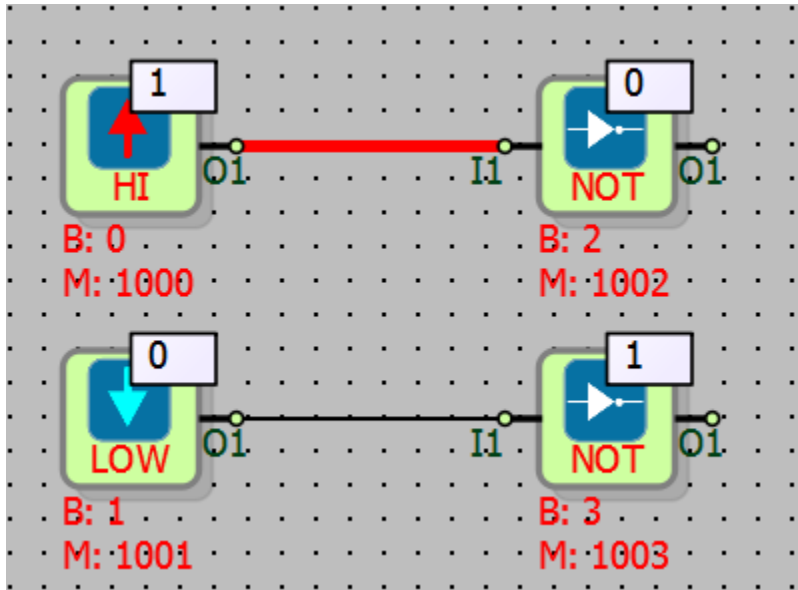 1
0
O1
I1
O1
HI
NOT
B: 0
B: 2
M: 1000
M: 1002
0
1
O1
I1
O1
LOW
NOT
B: 1
B: 3
M: 1001
M: 1003